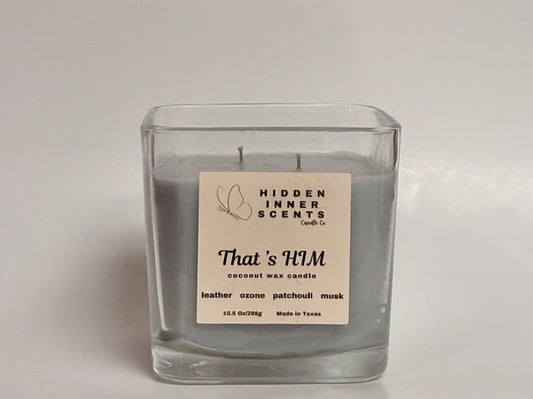 HIDDEN
INNER
SCENTS
Candle Co
That's HIM
coconut wax candle
leather ozone patchouli musk
10.5 Oz/298g Made in Texas